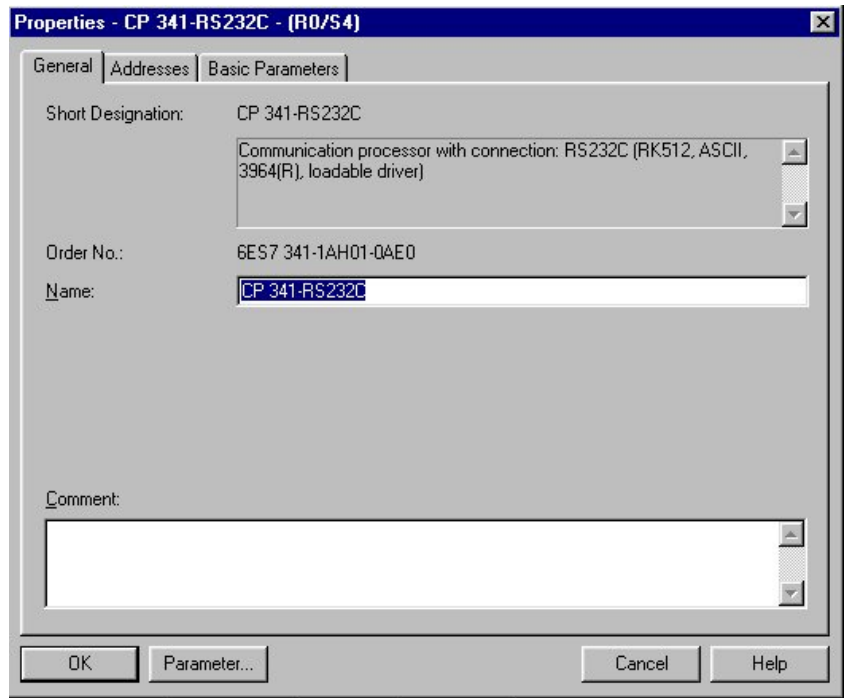 Properties - CP 341-RS232C - (R0/S4)
General Addresses Basic Parameters
Short Designation: CP 341-RS232C
Communication processor with connection: RS232C (RK512, ASCII,
3964(R), loadable driver)
Order No.: 6ES7 341-1AH01-0AE0
Name: CP 341-RS232C
Comment:
OK Parameter... Cancel Help